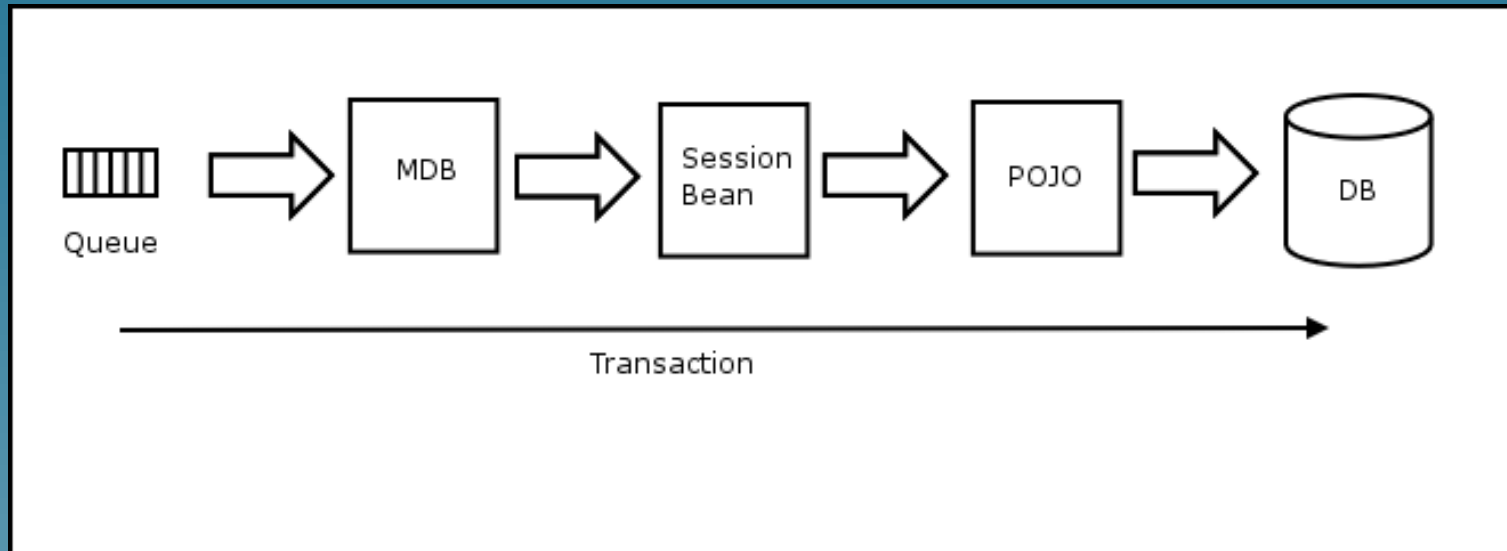 Queue
MDB
Session
Bean
POJO
DB
Transaction